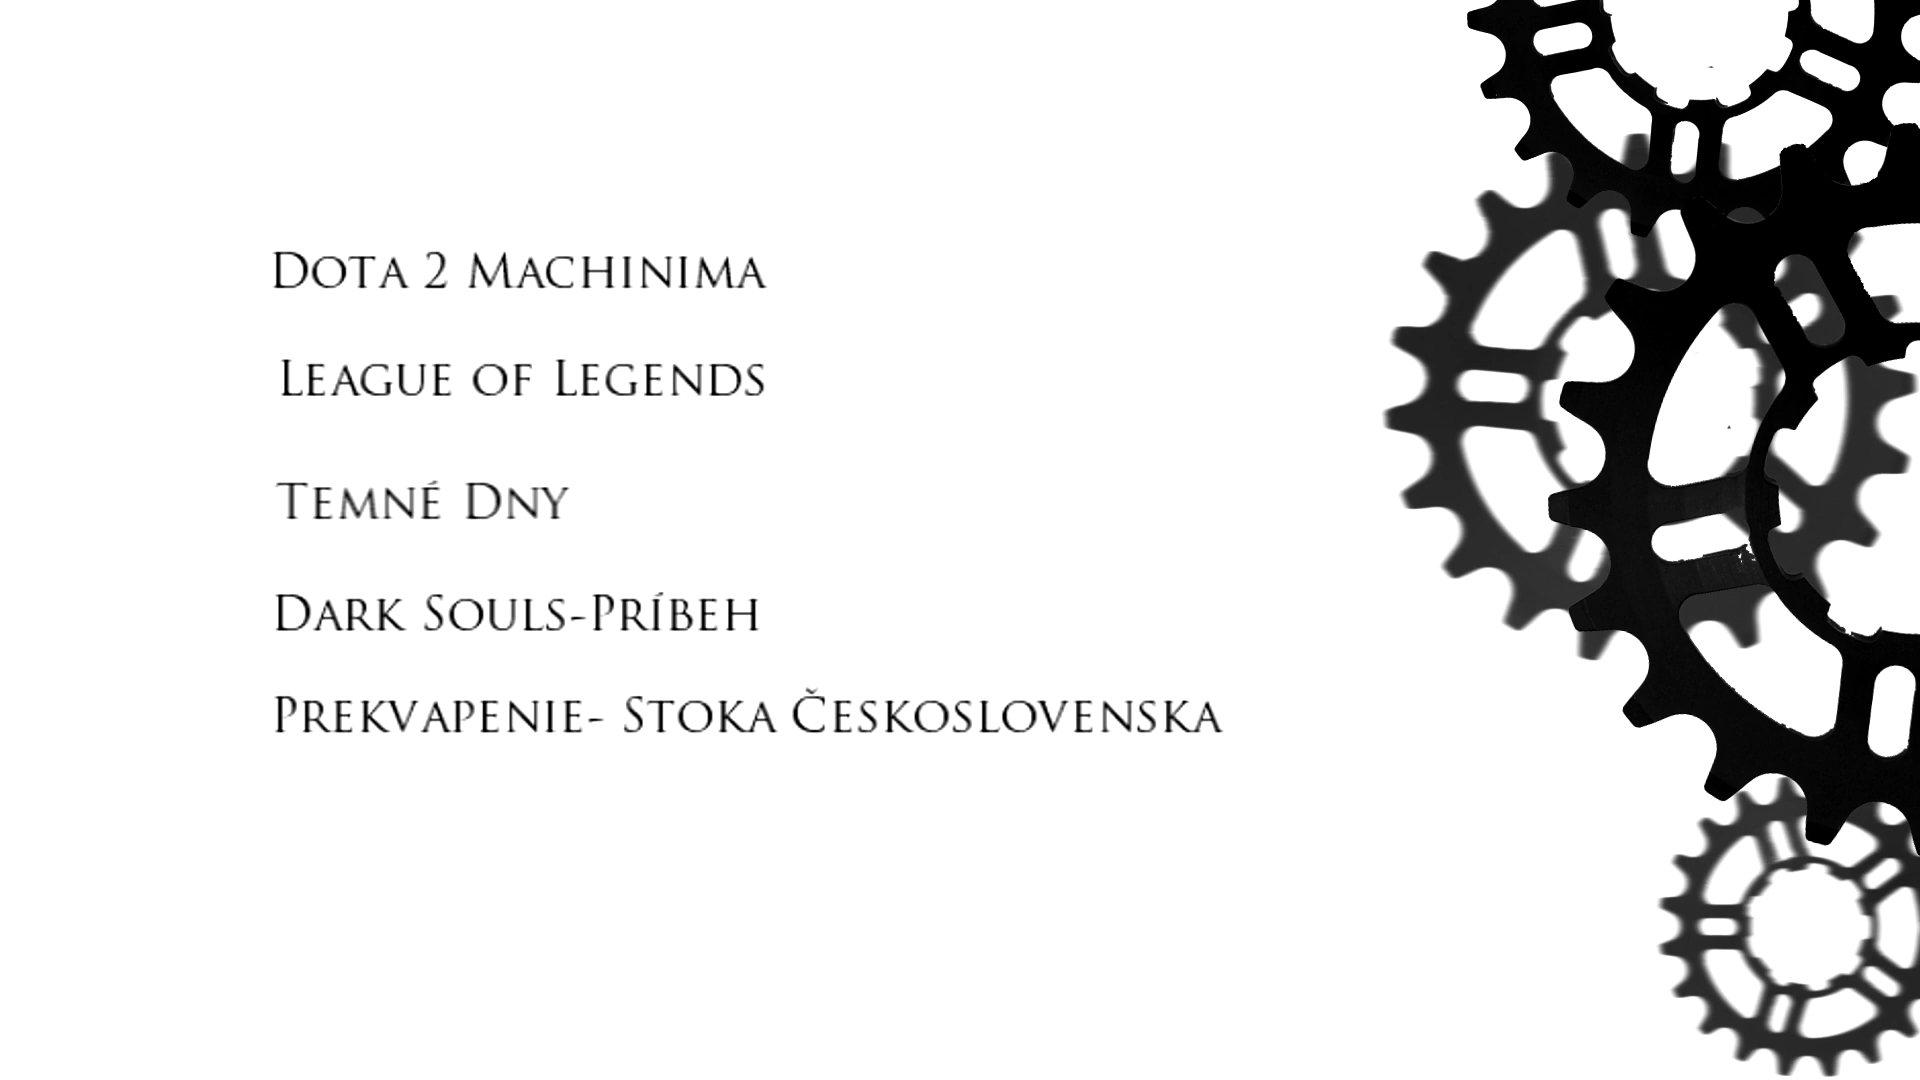 Dota 2 Machinima
League of Legends
Temné Dny
Dark Souls-Príbeh
Prekvapenie- Stoka Československa